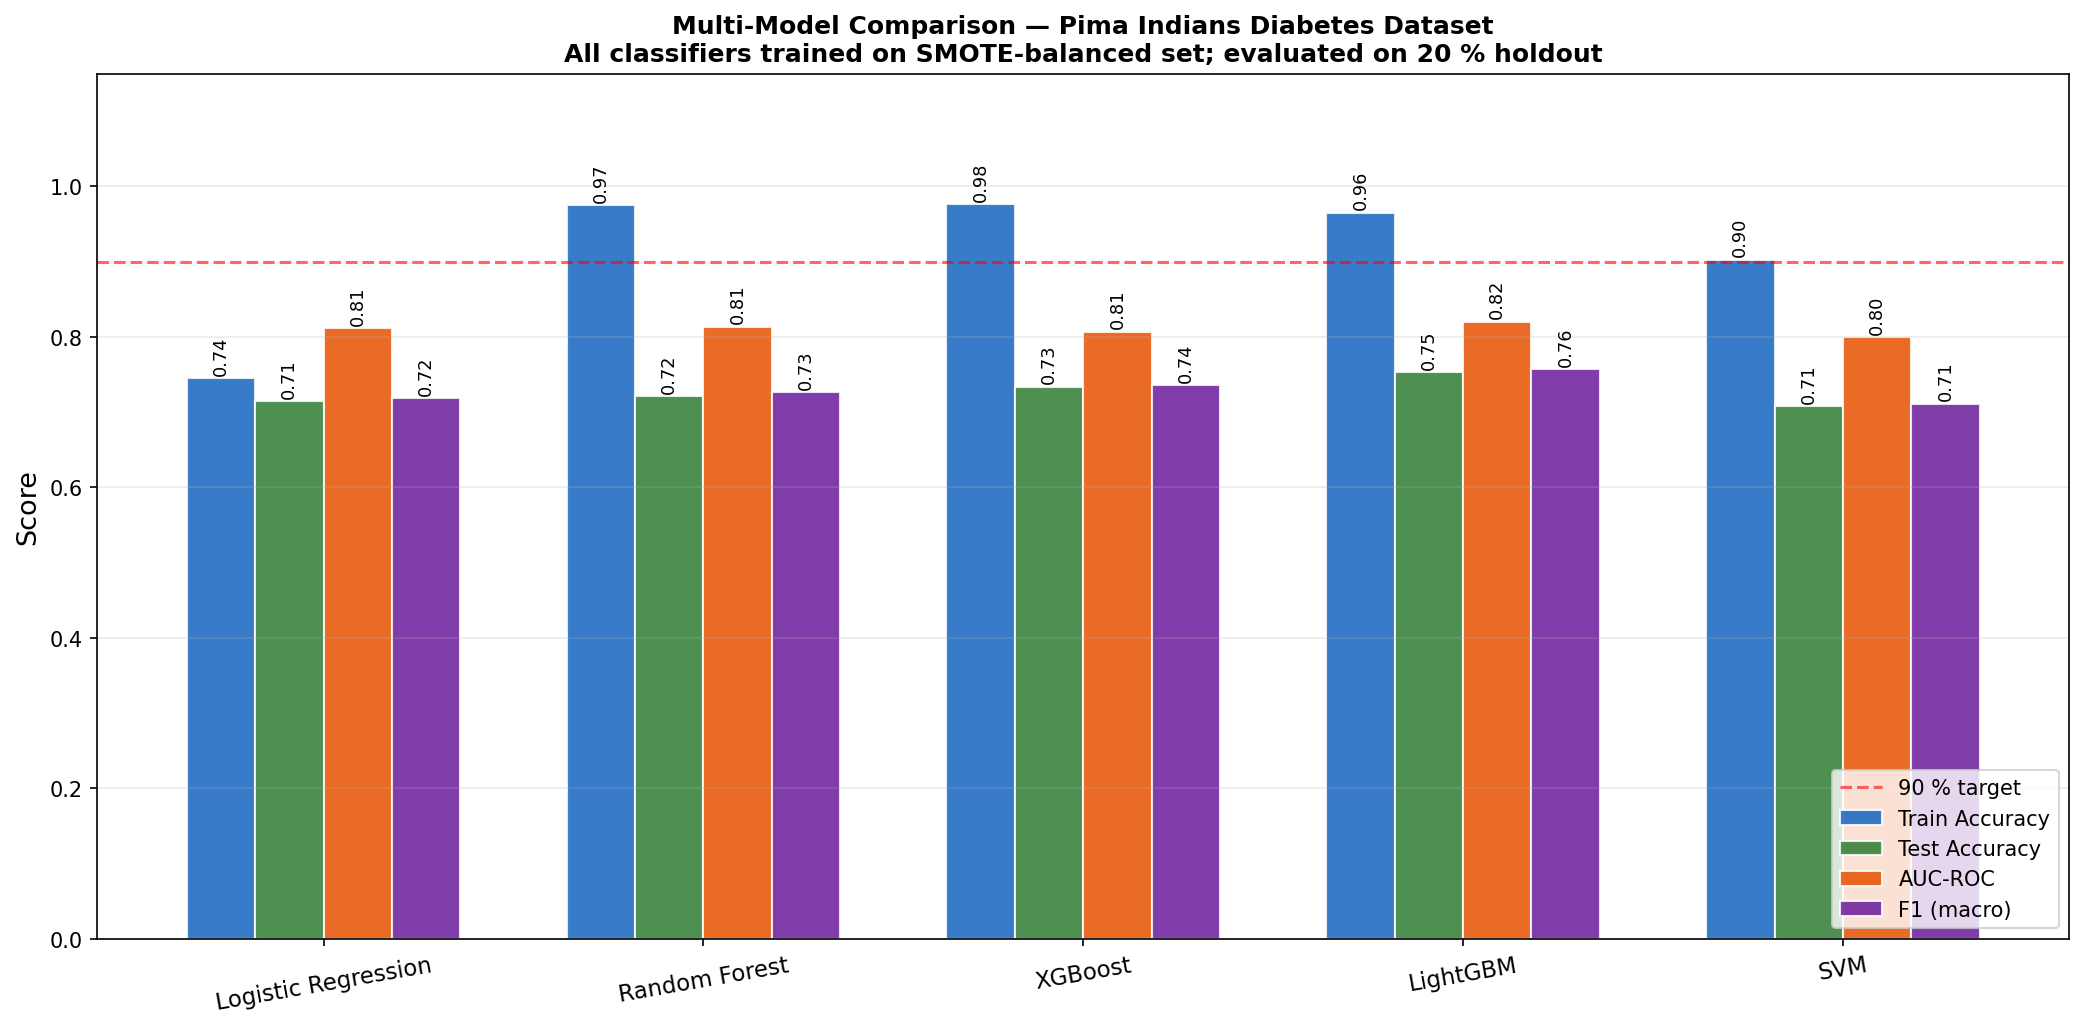 Multi-Model Comparison — Pima Indians Diabetes Dataset
All classifiers trained on SMOTE-balanced set; evaluated on 20 % holdout
Score
1.0
0.8
0.6
0.4
0.2
0.0
0.74
0.71
0.81
0.72
0.97
0.72
0.81
0.73
0.98
0.73
0.81
0.74
0.96
0.75
0.82
0.76
0.90
0.71
0.80
0.71
90 % target
Train Accuracy
Test Accuracy
AUC-ROC
F1 (macro)
Logistic Regression
Random Forest
XGBoost
LightGBM
SVM